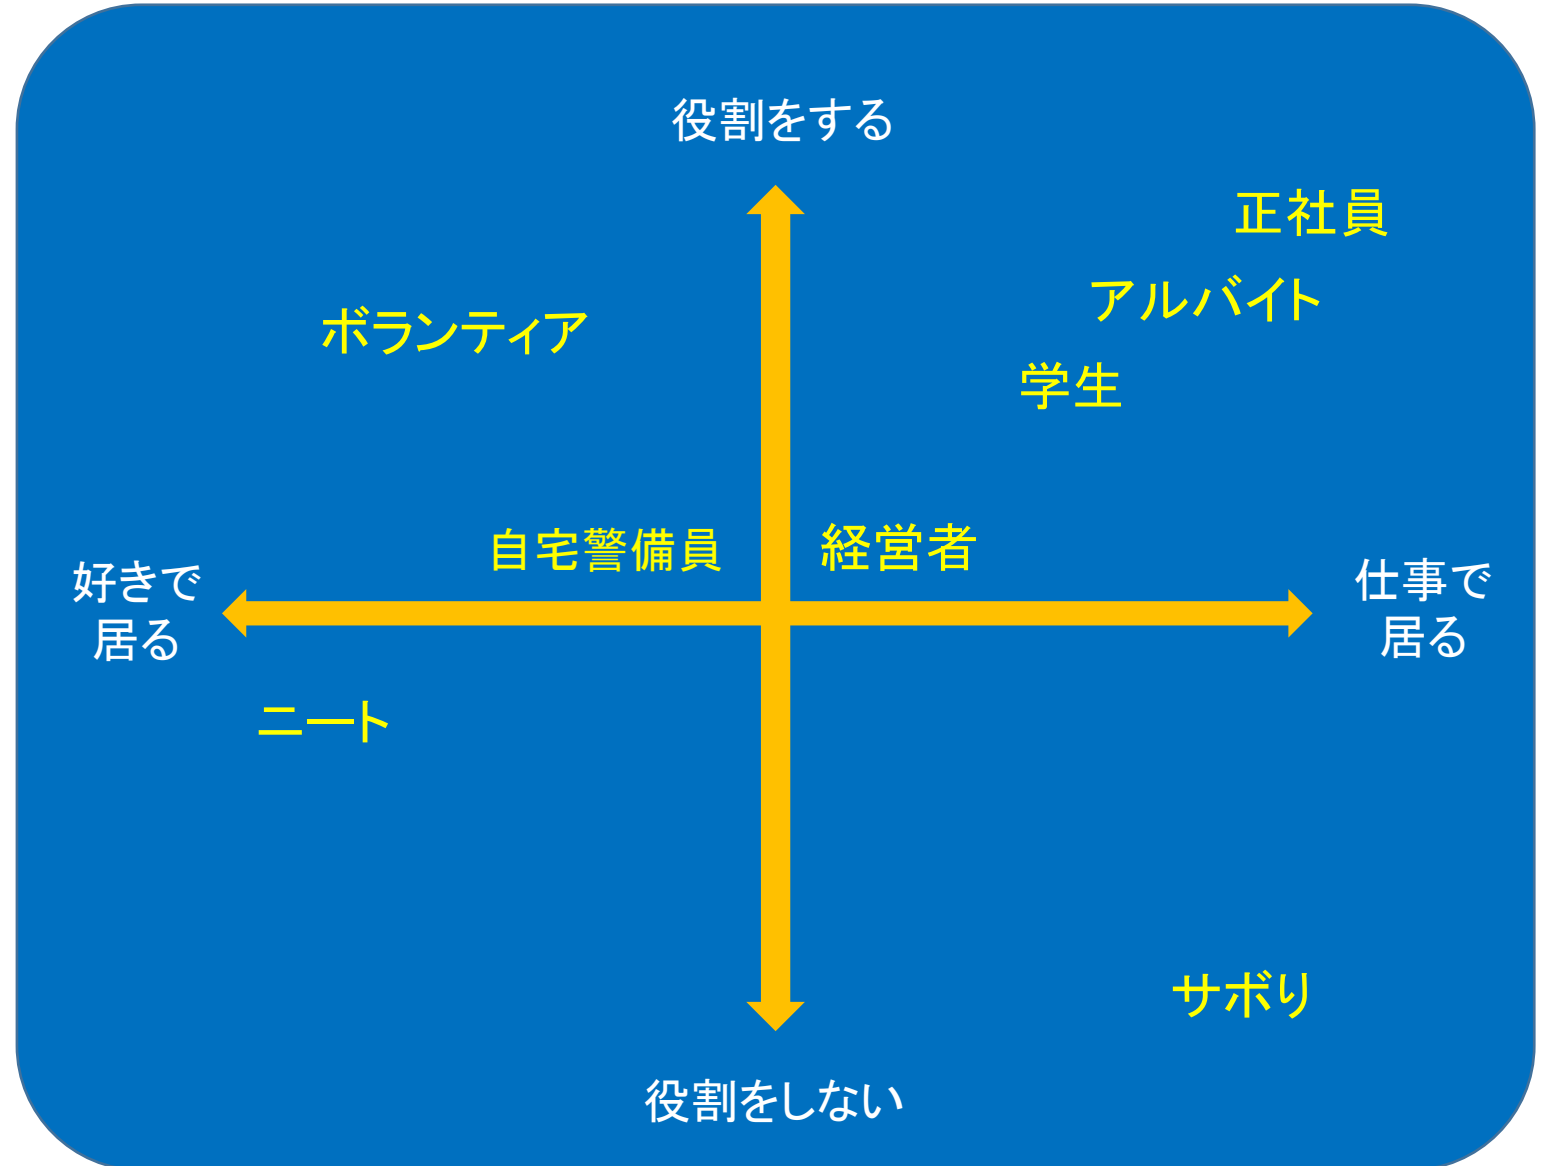 役割をする
正社員
アルバイト
ボランティア
学生
自宅警備員
経営者
好きで
居る
仕事で
居る
ニート
サボり
役割をしない